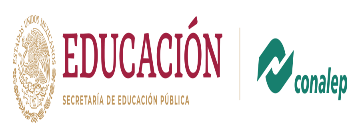 EDUCACIÓN
SECRETARÍA DE EDUCACIÓN PÚBLICA
conalep